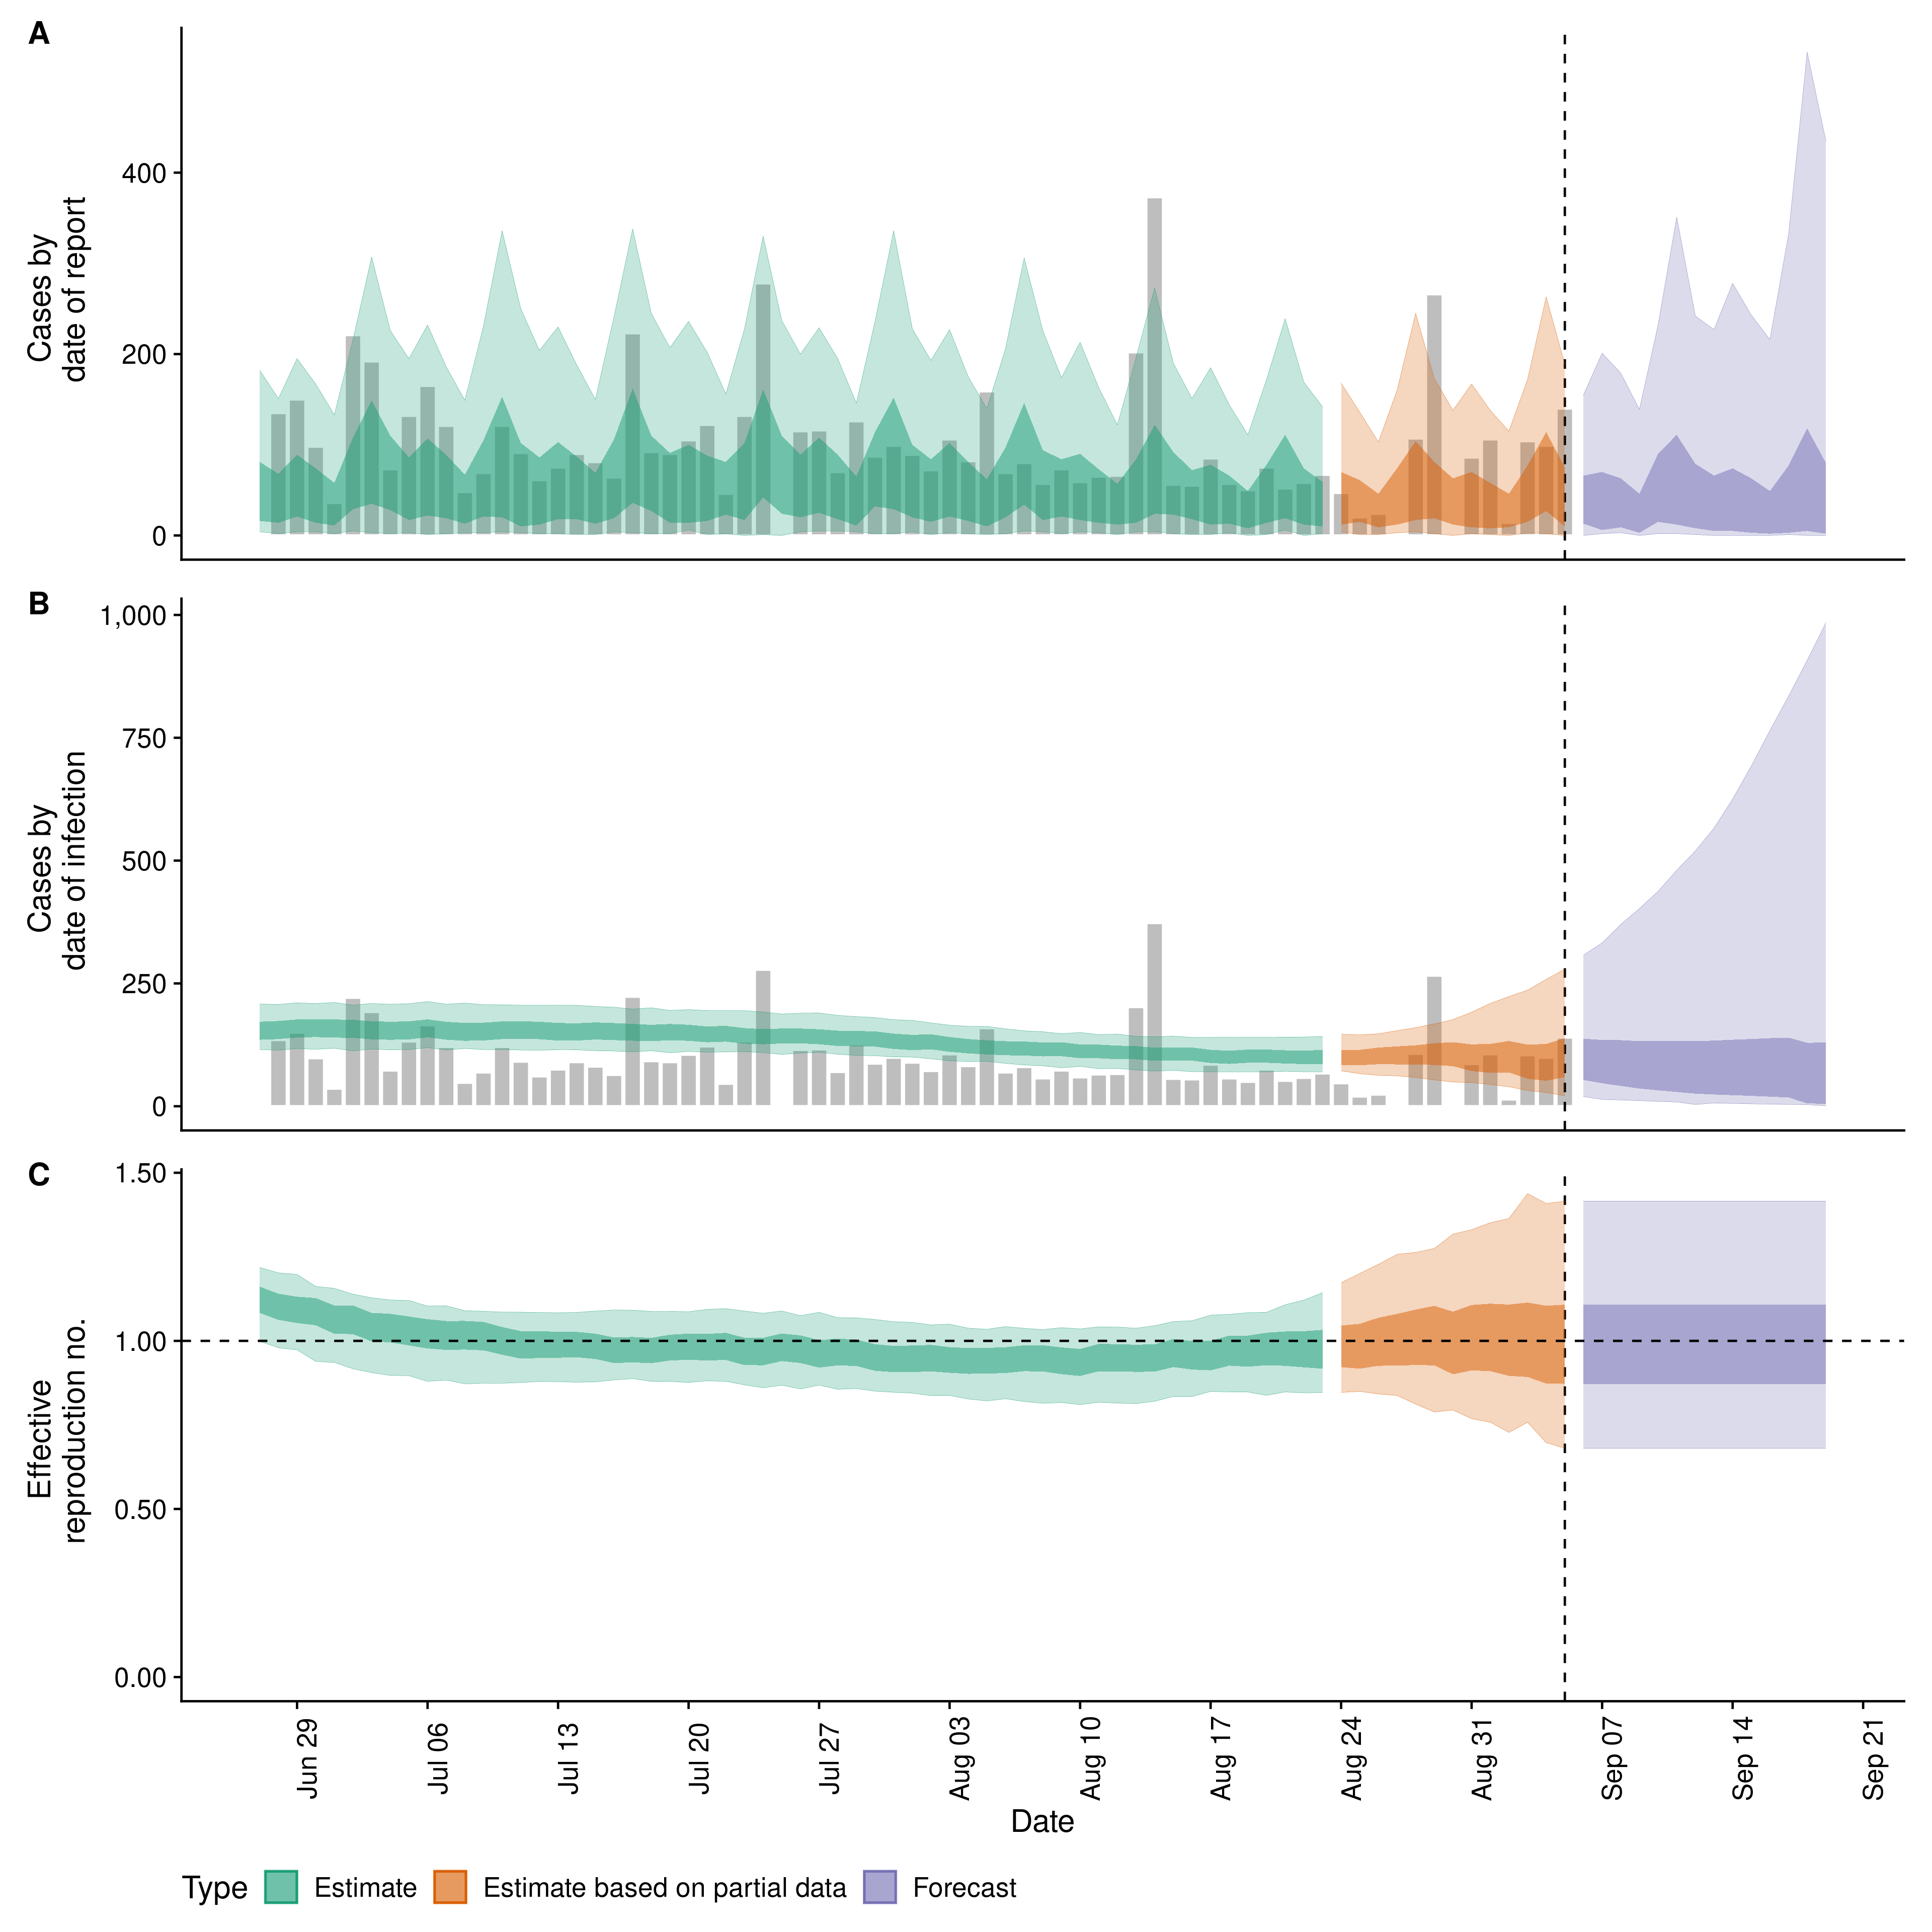 A
Cases by
date of report
400
200
0
B
Cases by
date of infection
1,000
750
500
250
0
C
Effective
reproduction no.
1.50
1.00
0.50
0.00
Jun 29
Jul 06
Jul 13
Jul 20
Jul 27
Aug 03
Aug 10
Aug 17
Aug 24
Aug 31
Sep 07
Sep 14
Sep 21
Date
Type Estimate Estimate based on partial data Forecast